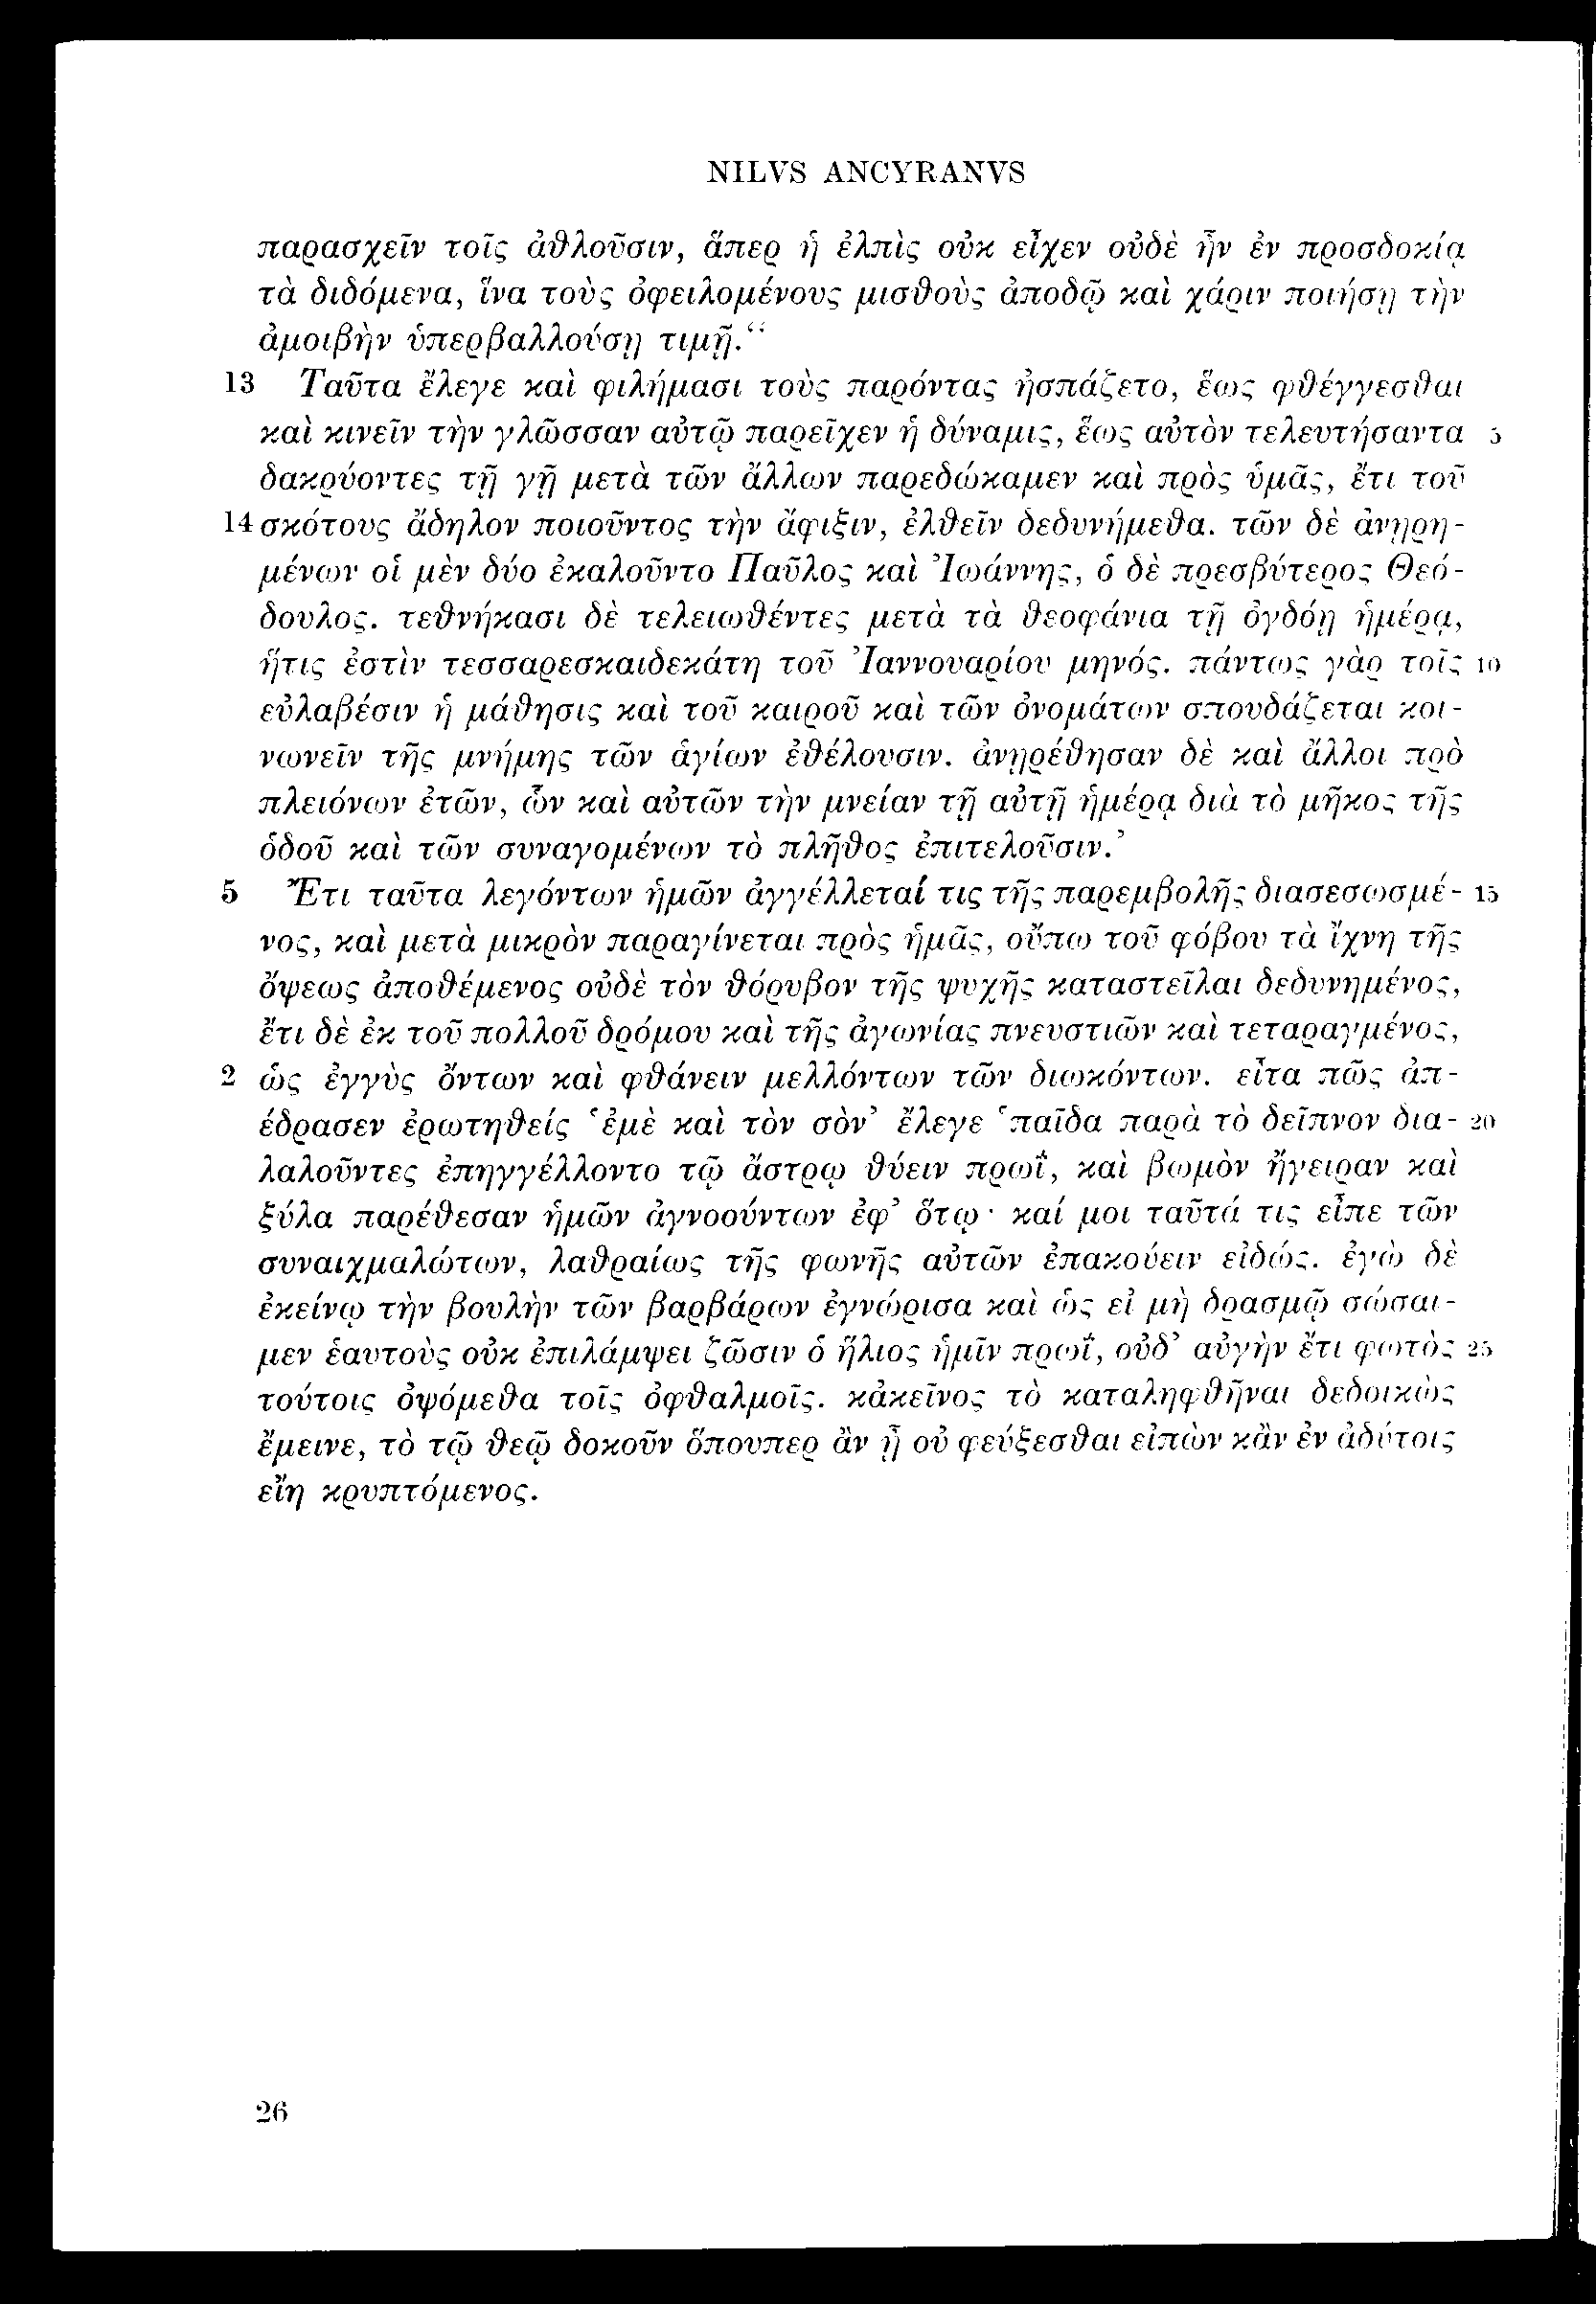 NILVS ANCYRANVS
παρασχεῖν τοῖς ἀθλοῦσιν, ἅπερ ἡ ἐλπὶς οὐκ εἶχεν οὐδὲ ἦν ἐν προσδοκίᾳ
τὰ διδόμενα, ἵνα τοὺς ὀφειλομένους μισθοὺς ἀποδῷ καὶ χάριν ποιήσῃ τὴν
ἀμοιβὴν ὑπερβαλλούσῃ τιμῇ.“
13 Ταῦτα ἔλεγε καὶ φιλήμασι τοὺς παρόντας ἠσπάζετο, ἕως φθέγγεσθαι
καὶ κινεῖν τὴν γλῶσσαν αὐτῷ παρεῖχεν ἡ δύναμις, ἕως αὐτὸν τελευτήσαντα 5
δακρύοντες τῇ γῇ μετὰ τῶν ἄλλων παρεδώκαμεν καὶ πρὸς ὑμᾶς, ἔτι τοῦ
14 σκότους ἄδηλον ποιοῦντος τὴν ἄφιξιν, ἐλθεῖν δεδυνήμεθα. τῶν δὲ ἀνῃρη-
μένων οἱ μὲν δύο ἐκαλοῦντο Παῦλος καὶ Ἰωάννης, ὁ δὲ πρεσβύτερος Θεό-
δουλος. τεθνήκασι δὲ τελειωθέντες μετὰ τὰ θεοφάνια τῇ ὀγδόῃ ἡμέρᾳ,
ἥτις ἐστὶν τεσσαρεσκαιδεκάτη τοῦ Ἰαννουαρίου μηνός. πάντως γὰρ τοῖς 10
εὐλαβέσιν ἡ μάθησις καὶ τοῦ καιροῦ καὶ τῶν ὀνομάτων σπουδάζεται κοι-
νωνεῖν τῆς μνήμης τῶν ἁγίων ἐθέλουσιν. ἀνῃρέθησαν δὲ καὶ ἄλλοι πρὸ
πλειόνων ἐτῶν, ὧν καὶ αὐτῶν τὴν μνείαν τῇ αὐτῇ ἡμέρᾳ διὰ τὸ μῆκος τῆς
ὁδοῦ καὶ τῶν συναγομένων τὸ πλῆθος ἐπιτελοῦσιν.’
5 Ἔτι ταῦτα λεγόντων ἡμῶν ἀγγέλλεταί τις τῆς παρεμβολῆς διασεσωσμέ- 15
νος, καὶ μετὰ μικρὸν παραγίνεται πρὸς ἡμᾶς, οὔπω τοῦ φόβου τὰ ἴχνη τῆς
ὄψεως ἀποθέμενος οὐδὲ τὸν θόρυβον τῆς ψυχῆς καταστεῖλαι δεδυνημένος,
ἔτι δὲ ἐκ τοῦ πολλοῦ δρόμου καὶ τῆς ἀγωνίας πνευστιῶν καὶ τεταραγμένος,
2 ὡς ἐγγὺς ὄντων καὶ φθάνειν μελλόντων τῶν διωκόντων. εἶτα πῶς ἀπ-
έδρασεν ἐρωτηθείς ‘ἐμὲ καὶ τὸν σὸν’ ἔλεγε ‘παῖδα παρὰ τὸ δεῖπνον δια- 20
λαλοῦντες ἐπηγγέλλοντο τῷ ἄστρῳ θύειν πρωΐ, καὶ βωμὸν ἤγειραν καὶ
ξύλα παρέθεσαν ἡμῶν ἀγνοούντων ἐφ’ ὅτῳ· καί μοι ταῦτά τις εἶπε τῶν
συναιχμαλώτων, λαθραίως τῆς φωνῆς αὐτῶν ἐπακούειν εἰδώς. ἐγὼ δὲ
ἐκείνῳ τὴν βουλὴν τῶν βαρβάρων ἐγνώρισα καὶ ὡς εἰ μὴ δρασμῷ σώσαι-
μεν ἑαυτοὺς οὐκ ἐπιλάμψει ζῶσιν ὁ ἥλιος ἡμῖν πρωΐ, οὐδ’ αὐγὴν ἔτι φωτὸς 25
τούτοις ὀψόμεθα τοῖς ὀφθαλμοῖς. κἀκεῖνος τὸ καταληφθῆναι δεδοικὼς
ἔμεινε, τὸ τῷ θεῷ δοκοῦν ὅπουπερ ἂν ᾖ οὐ φεύξεσθαι εἰπὼν κἂν ἐν ἀδύτοις
εἴη κρυπτόμενος.
26